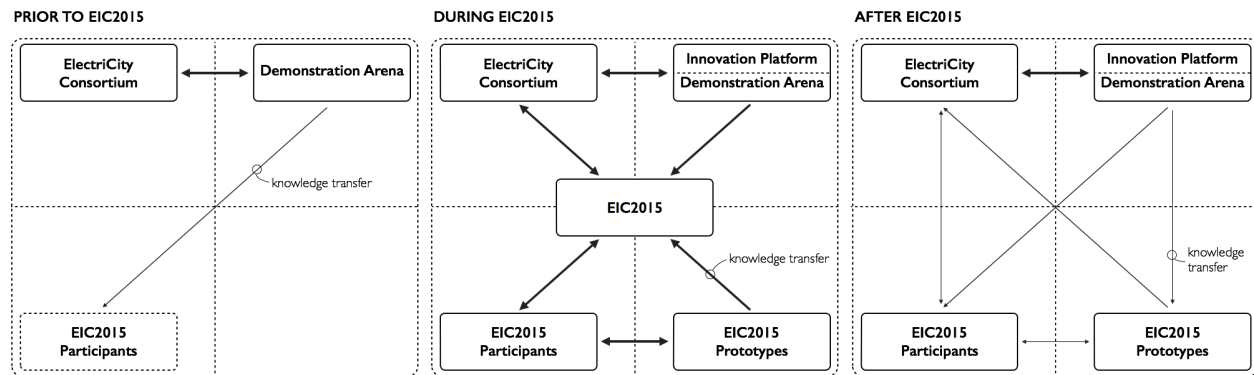 PRIOR TO EIC2015
ElectriCity
Consortium
Demonstration Arena
knowledge transfer
EIC2015
Participants
DURING EIC2015
ElectriCity
Consortium
Innovation Platform
Demonstration Arena
EIC2015
knowledge transfer
EIC2015
Participants
EIC2015
Prototypes
AFTER EIC2015
ElectriCity
Consortium
Innovation Platform
Demonstration Arena
knowledge
transfer
EIC2015
Participants
EIC2015
Prototypes